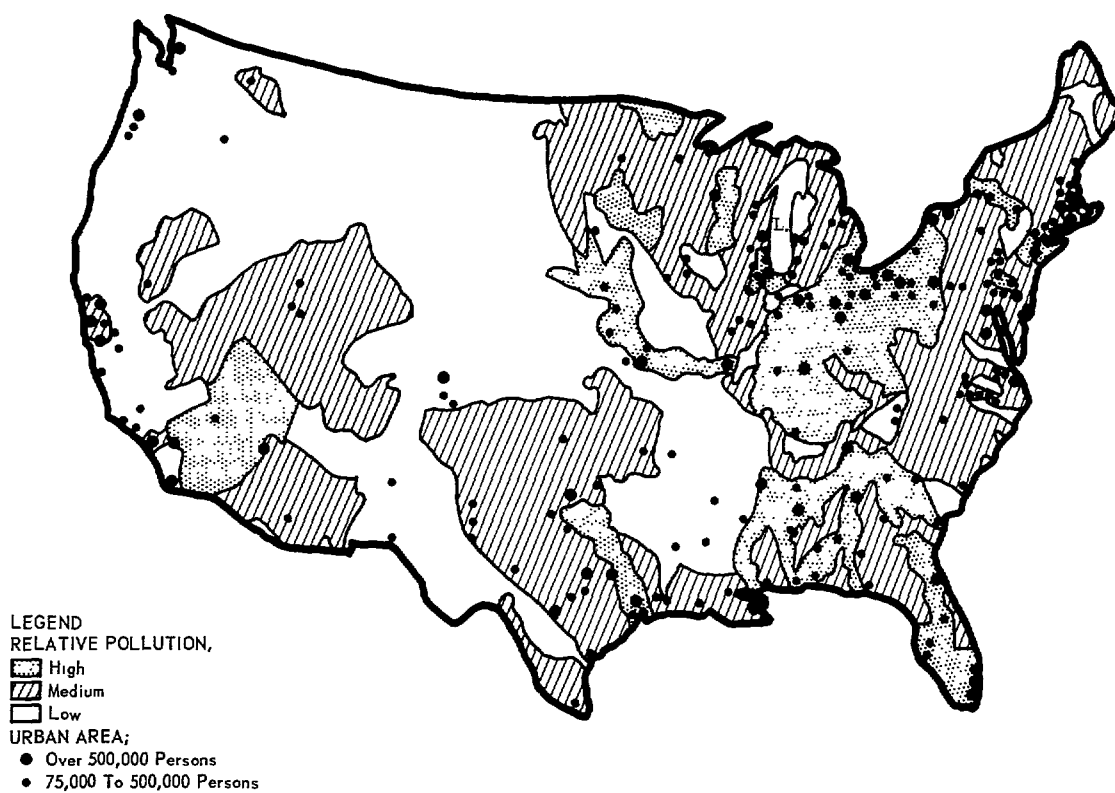 L.
LEGEND
RELATIVE POLLUTION,
High
Medium
Low
URBAN AREA;
Over 500,000 Persons
75,000 To 500,000 Persons